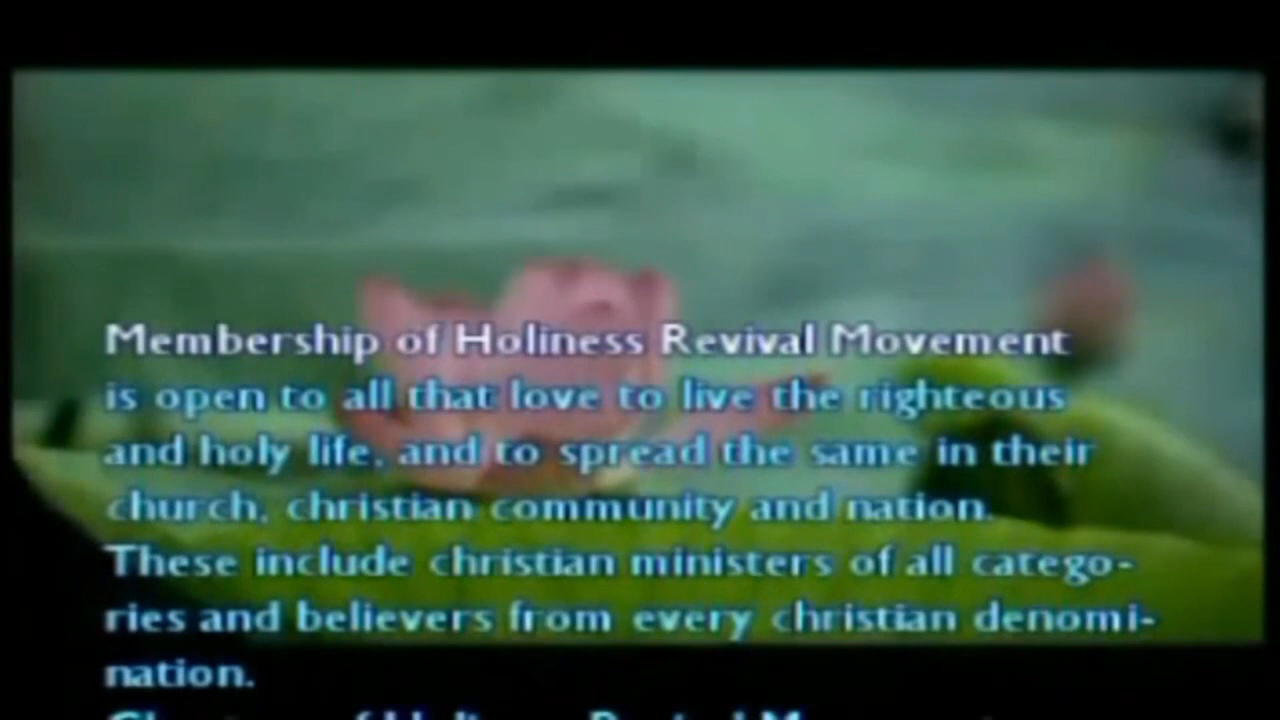 Membership of Holiness Revival Movement
is open to all that love to live the righteous
and holy life, and to spread the same in their
church, christian community and nation.
These include christian ministers of all catego-
ries and believers from every christian denomi-
nation.